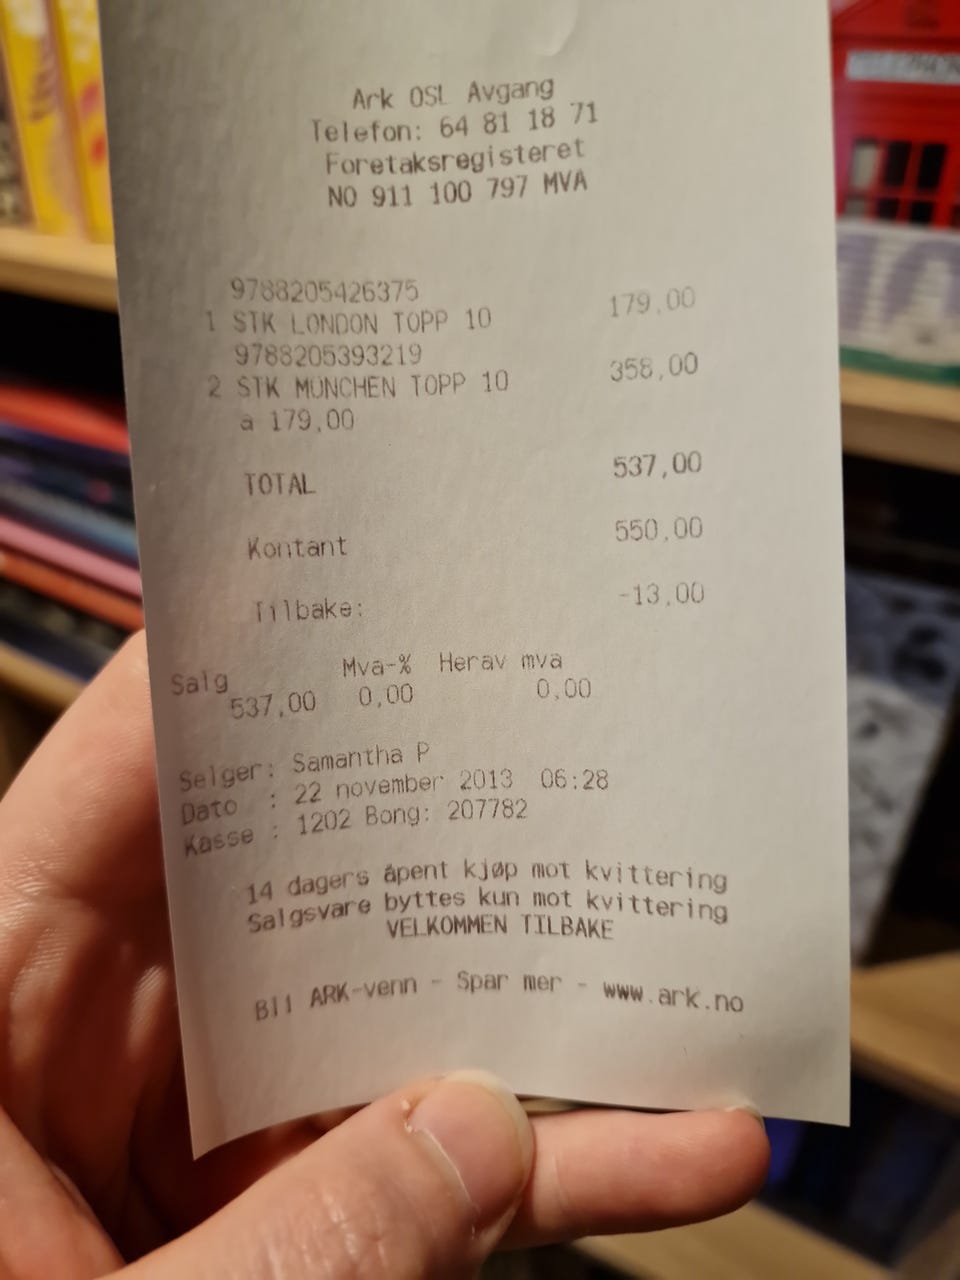 Ark OSL Avgang
Telefon: 64 81 18 71
Foretaksregisteret
NO 911 100 797 MVA
9788205426375
1 STK LONDON TOPP 10 179,00
9788205393219
2 STK MUNCHEN TOPP 10 358,00
a 179,00
TOTAL 537,00
Kontant 550,00
Tilbake: -13,00
Salg Mva-% Herav mva
537,00 0,00 0,00
Selger: Samantha P
Dato : 22 november 2013 06:28
Kasse : 1202 Bong: 207782
14 dagers åpent kjøp mot kvittering
Salgsvare byttes kun mot kvittering
VELKOMMEN TILBAKE
Bli ARK-venn - Spar mer - www.ark.no